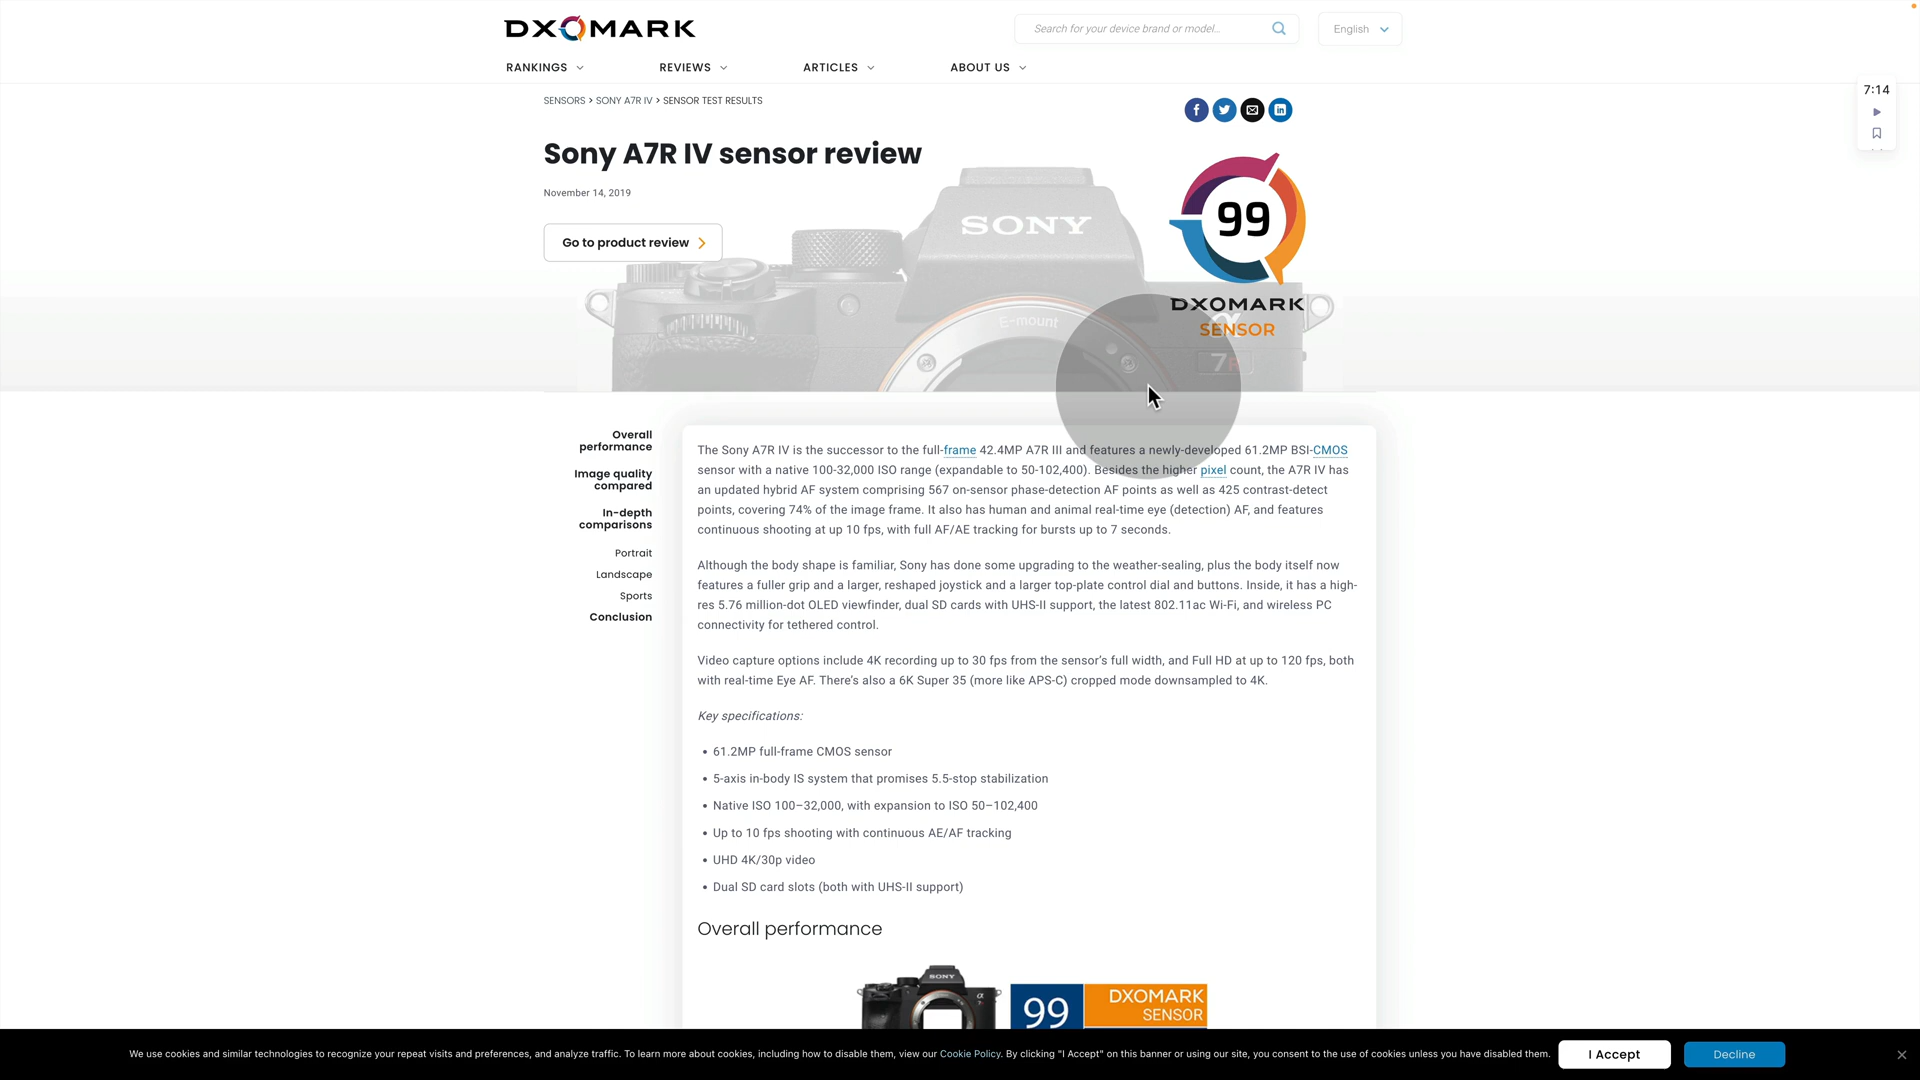 DXOMARK
Search for your device brand or model...
English
RANKINGS
REVIEWS
ARTICLES
ABOUT US
7:14
SENSORS > SONY A7R IV > SENSOR TEST RESULTS
Sony A7R IV sensor review
November 14, 2019
Go to product review
SONY
E-mount
99
DXOMARK
SENSOR
α
7R
Overall
performance
Image quality
compared
In-depth
comparisons
Portrait
Landscape
Sports
Conclusion
The Sony A7R IV is the successor to the full-frame 42.4MP A7R III and features a newly-developed 61.2MP BSI-CMOS
sensor with a native 100-32,000 ISO range (expandable to 50-102,400). Besides the higher pixel count, the A7R IV has
an updated hybrid AF system comprising 567 on-sensor phase-detection AF points as well as 425 contrast-detect
points, covering 74% of the image frame. It also has human and animal real-time eye (detection) AF, and features
continuous shooting at up 10 fps, with full AF/AE tracking for bursts up to 7 seconds.
Although the body shape is familiar, Sony has done some upgrading to the weather-sealing, plus the body itself now
features a fuller grip and a larger, reshaped joystick and a larger top-plate control dial and buttons. Inside, it has a high-
res 5.76 million-dot OLED viewfinder, dual SD cards with UHS-II support, the latest 802.11ac Wi-Fi, and wireless PC
connectivity for tethered control.
Video capture options include 4K recording up to 30 fps from the sensor’s full width, and Full HD at up to 120 fps, both
with real-time Eye AF. There’s also a 6K Super 35 (more like APS-C) cropped mode downsampled to 4K.
Key specifications:
• 61.2MP full-frame CMOS sensor
• 5-axis in-body IS system that promises 5.5-stop stabilization
• Native ISO 100–32,000, with expansion to ISO 50–102,400
• Up to 10 fps shooting with continuous AE/AF tracking
• UHD 4K/30p video
• Dual SD card slots (both with UHS-II support)
Overall performance
SONY
α
99
DXOMARK
SENSOR
We use cookies and similar technologies to recognize your repeat visits and preferences, and analyze traffic. To learn more about cookies, including how to disable them, view our Cookie Policy. By clicking "I Accept" on this banner or using our site, you consent to the use of cookies unless you have disabled them.
I Accept
Decline